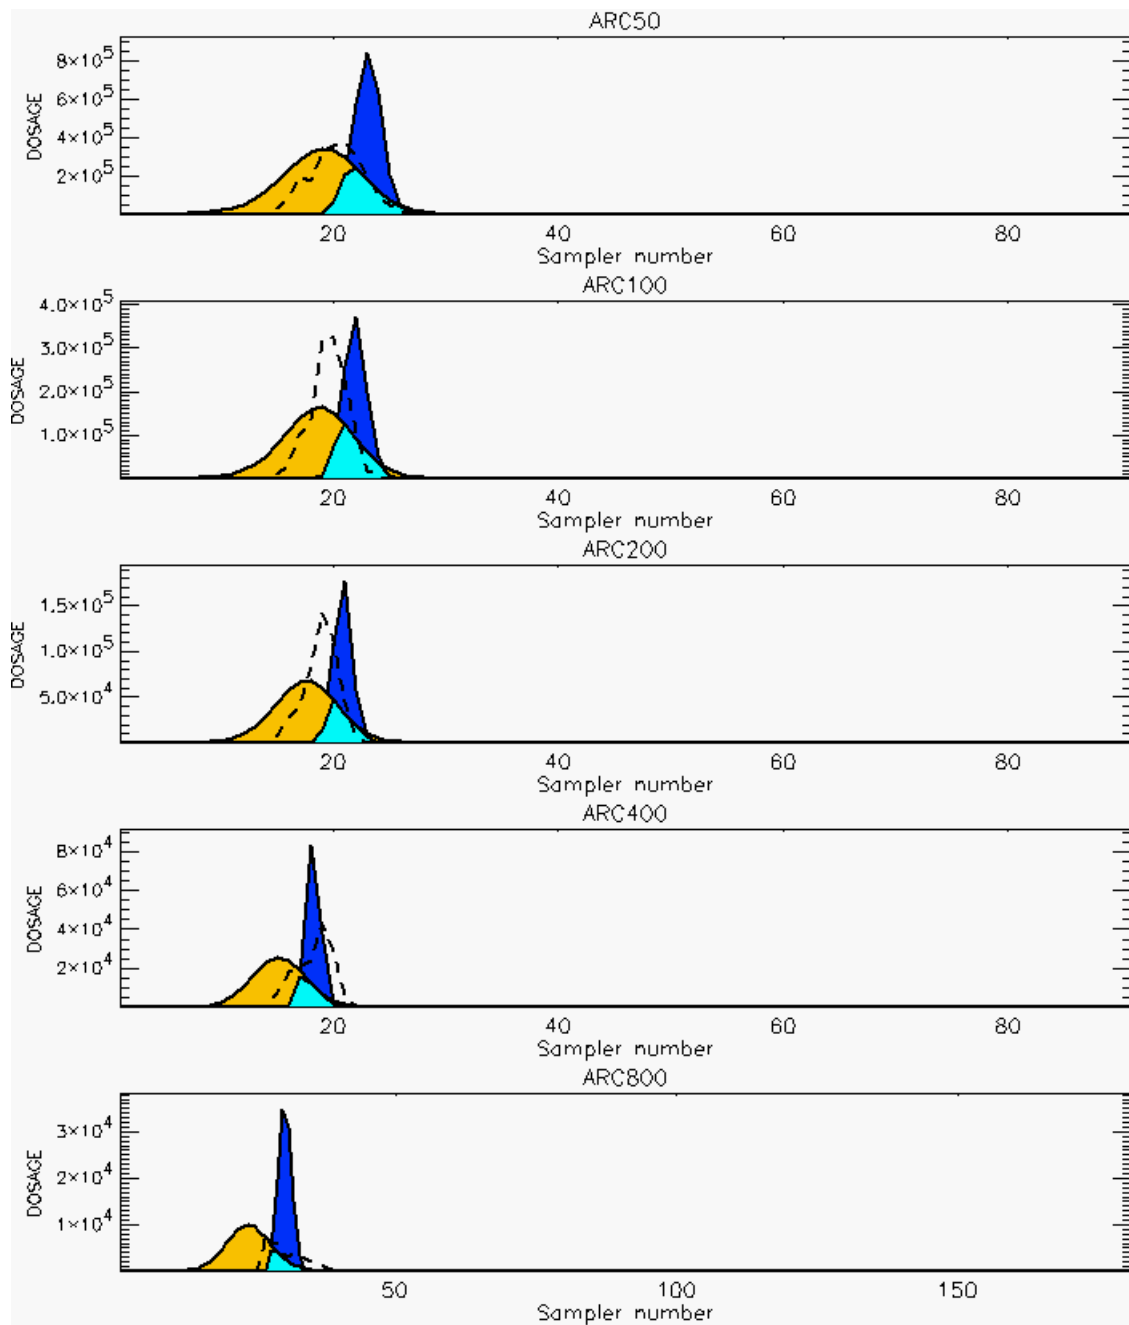 ARC50
8×10⁵
6×10⁵
4×10⁵
2×10⁵
DOSAGE
20 40 60 80
Sampler number
ARC100
4.0×10⁵
3.0×10⁵
2.0×10⁵
1.0×10⁵
DOSAGE
20 40 60 80
Sampler number
ARC200
1.5×10⁵
1.0×10⁵
5.0×10⁴
DOSAGE
20 40 60 80
Sampler number
ARC400
8×10⁴
6×10⁴
4×10⁴
2×10⁴
DOSAGE
20 40 60 80
Sampler number
ARC800
3×10⁴
2×10⁴
1×10⁴
DOSAGE
50 100 150
Sampler number